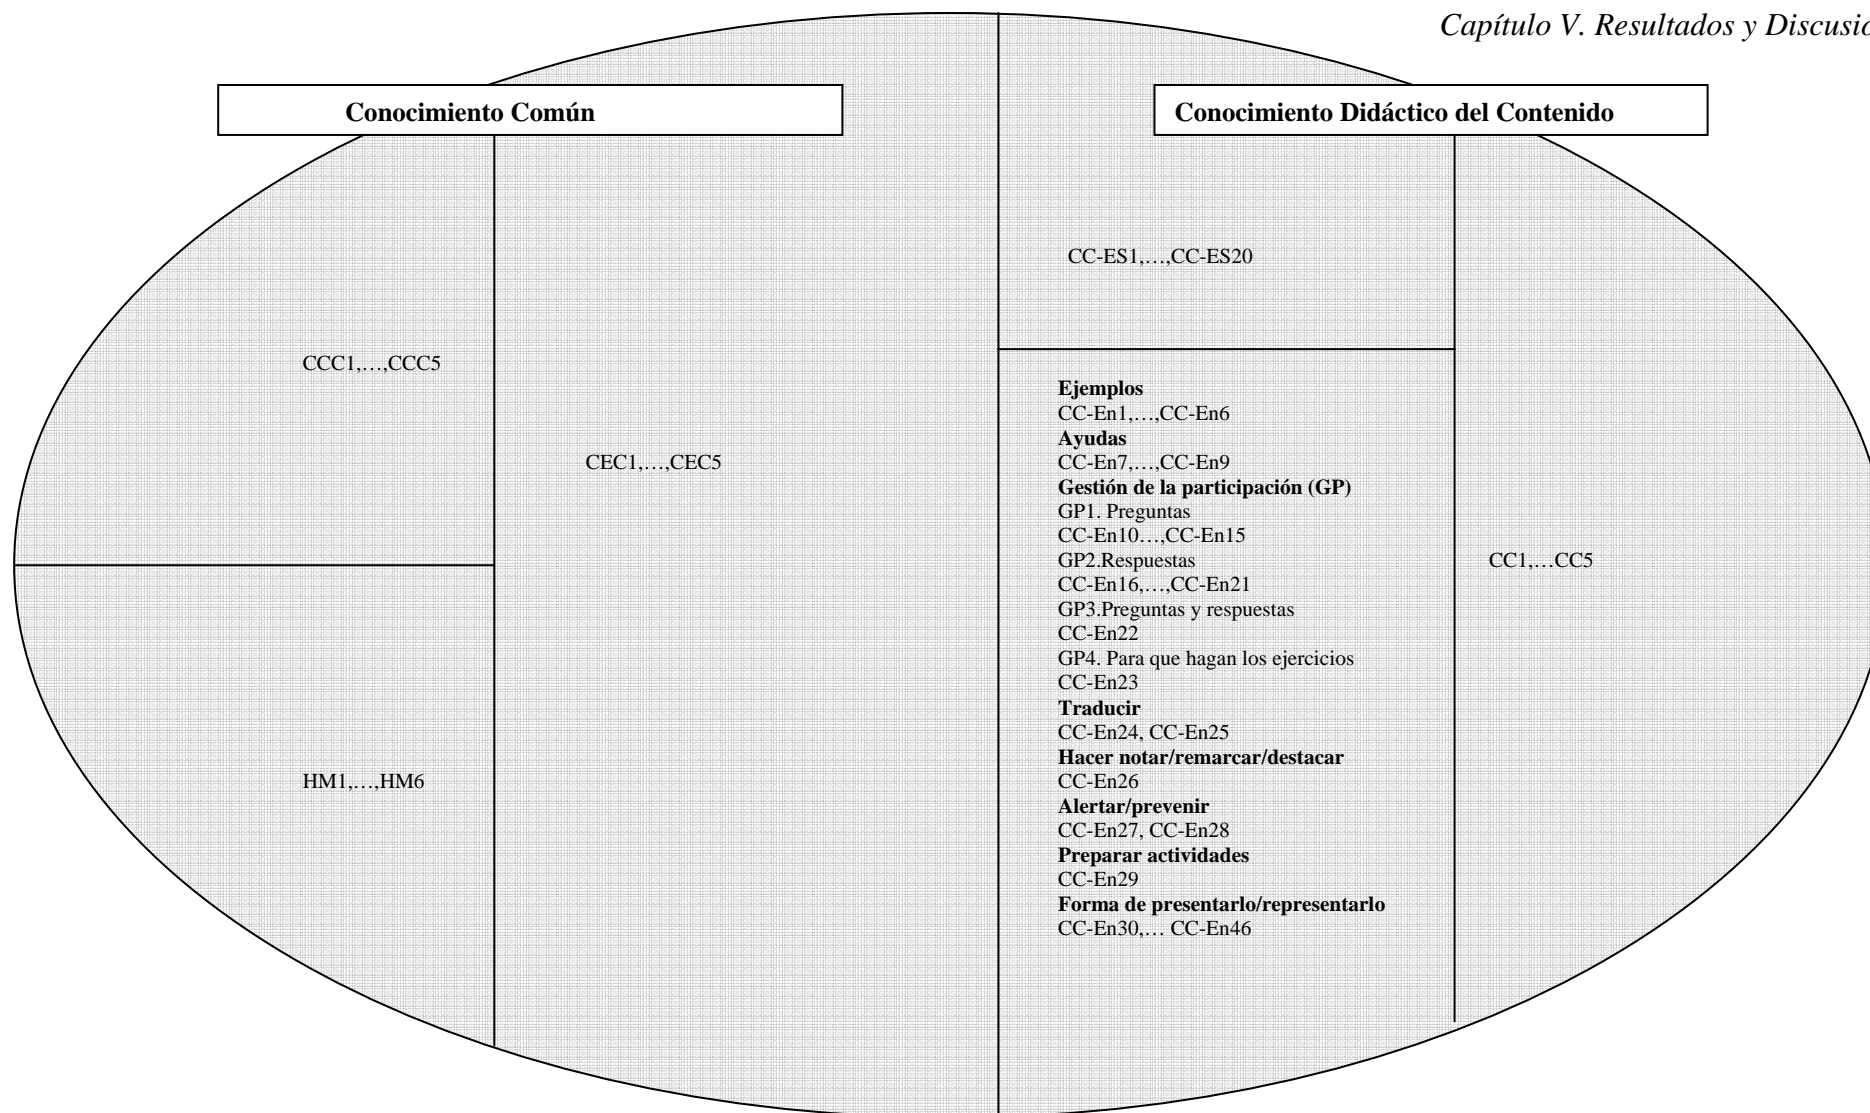 Capítulo V. Resultados y Discusió
Conocimiento Común
Conocimiento Didáctico del Contenido
CCC1,…,CCC5
HM1,…,HM6
CEC1,…,CEC5
CC-ES1,…,CC-ES20
Ejemplos
CC-En1,…,CC-En6
Ayudas
CC-En7,…,CC-En9
Gestión de la participación (GP)
GP1. Preguntas
CC-En10…,CC-En15
GP2.Respuestas
CC-En16,…,CC-En21
GP3.Preguntas y respuestas
CC-En22
GP4. Para que hagan los ejercicios
CC-En23
Traducir
CC-En24, CC-En25
Hacer notar/remarcar/destacar
CC-En26
Alertar/prevenir
CC-En27, CC-En28
Preparar actividades
CC-En29
Forma de presentarlo/representarlo
CC-En30,… CC-En46
CC1,…CC5